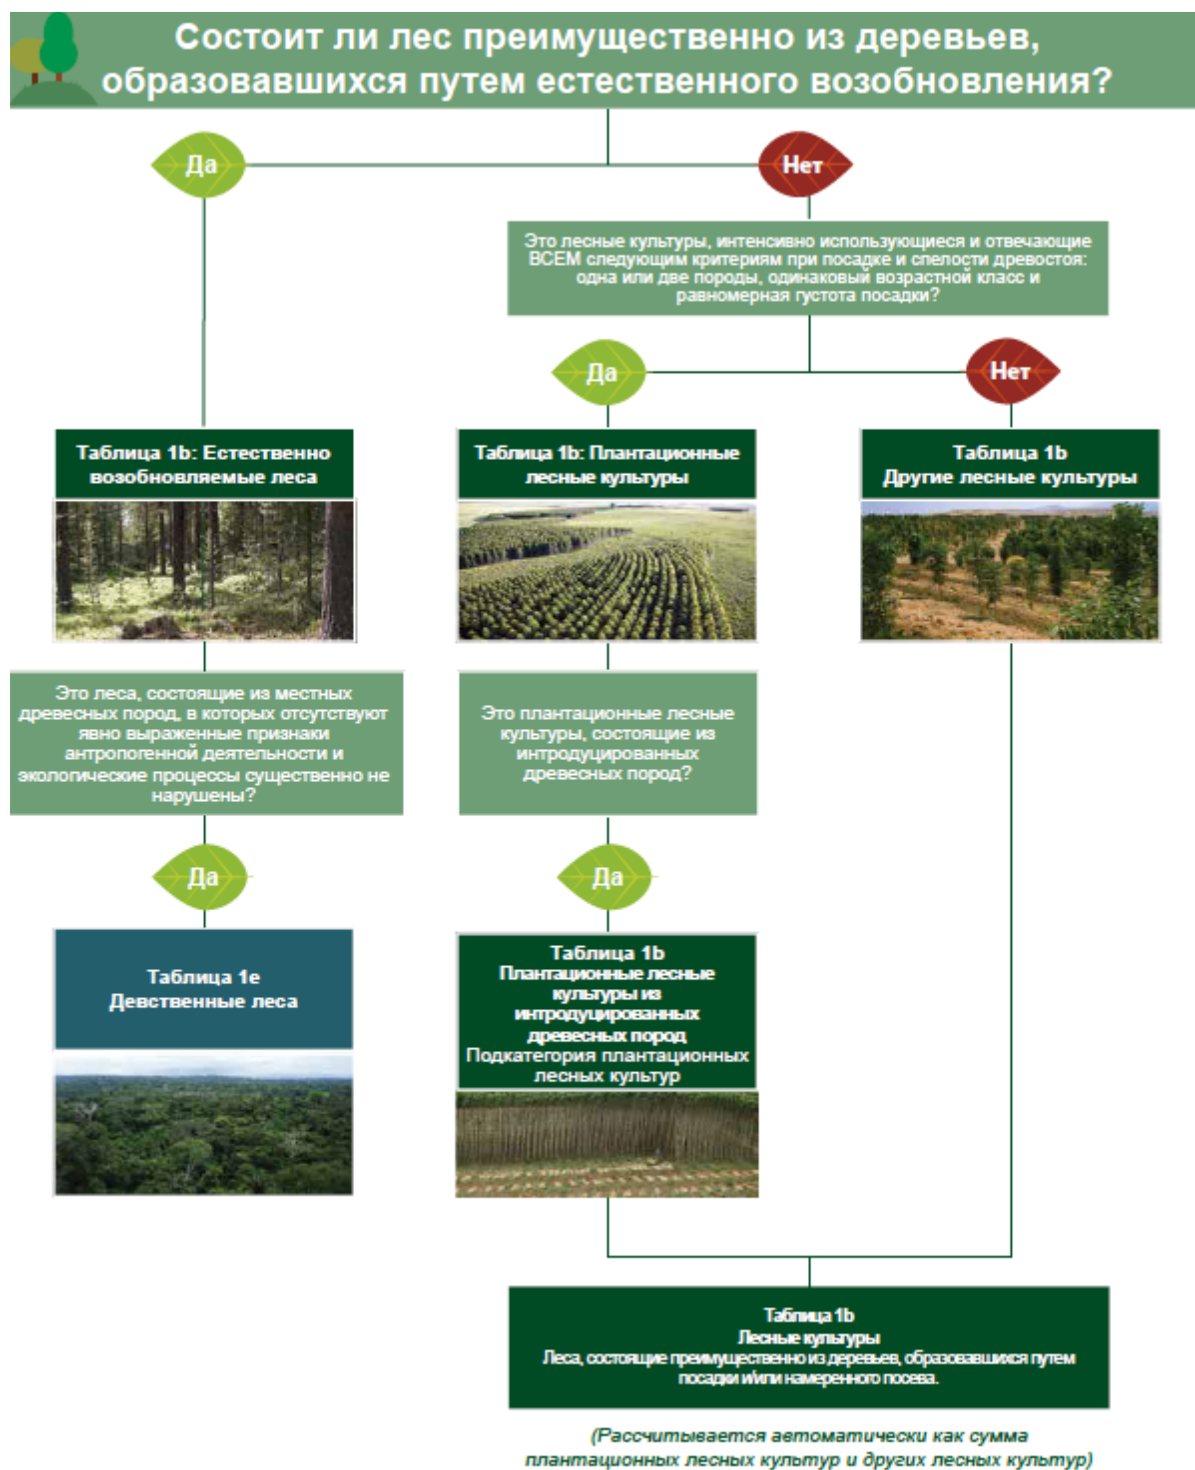 Состоит ли лес преимущественно из деревьев,
образовавшихся путем естественного возобновления?
Да
Нет
Это лесные культуры, интенсивно использующиеся и отвечающие
ВСЕМ следующим критериям при посадке и спелости древостоя:
одна или две породы, одинаковый возрастной класс и
равномерная густота посадки?
Да
Нет
Таблица 1b: Естественно
возобновляемые леса
Таблица 1b: Плантационные
лесные культуры
Таблица 1b
Другие лесные культуры
Это леса, состоящие из местных
древесных пород, в которых отсутствуют
явно выраженные признаки
антропогенной деятельности и
экологические процессы существенно не
нарушены?
Это плантационные лесные
культуры, состоящие из
интродуцированных
древесных пород?
Да
Да
Таблица 1e
Девственные леса
Таблица 1b
Плантационные лесные
культуры из
интродуцированных
древесных пород
Подкатегория плантационных
лесных культур
Таблица 1b
Лесные культуры
Леса, состоящие преимущественно из деревьев, образовавшихся путем
посадки и/или намеренного посева.
(Рассчитывается автоматически как сумма
плантационных лесных культур и других лесных культур)